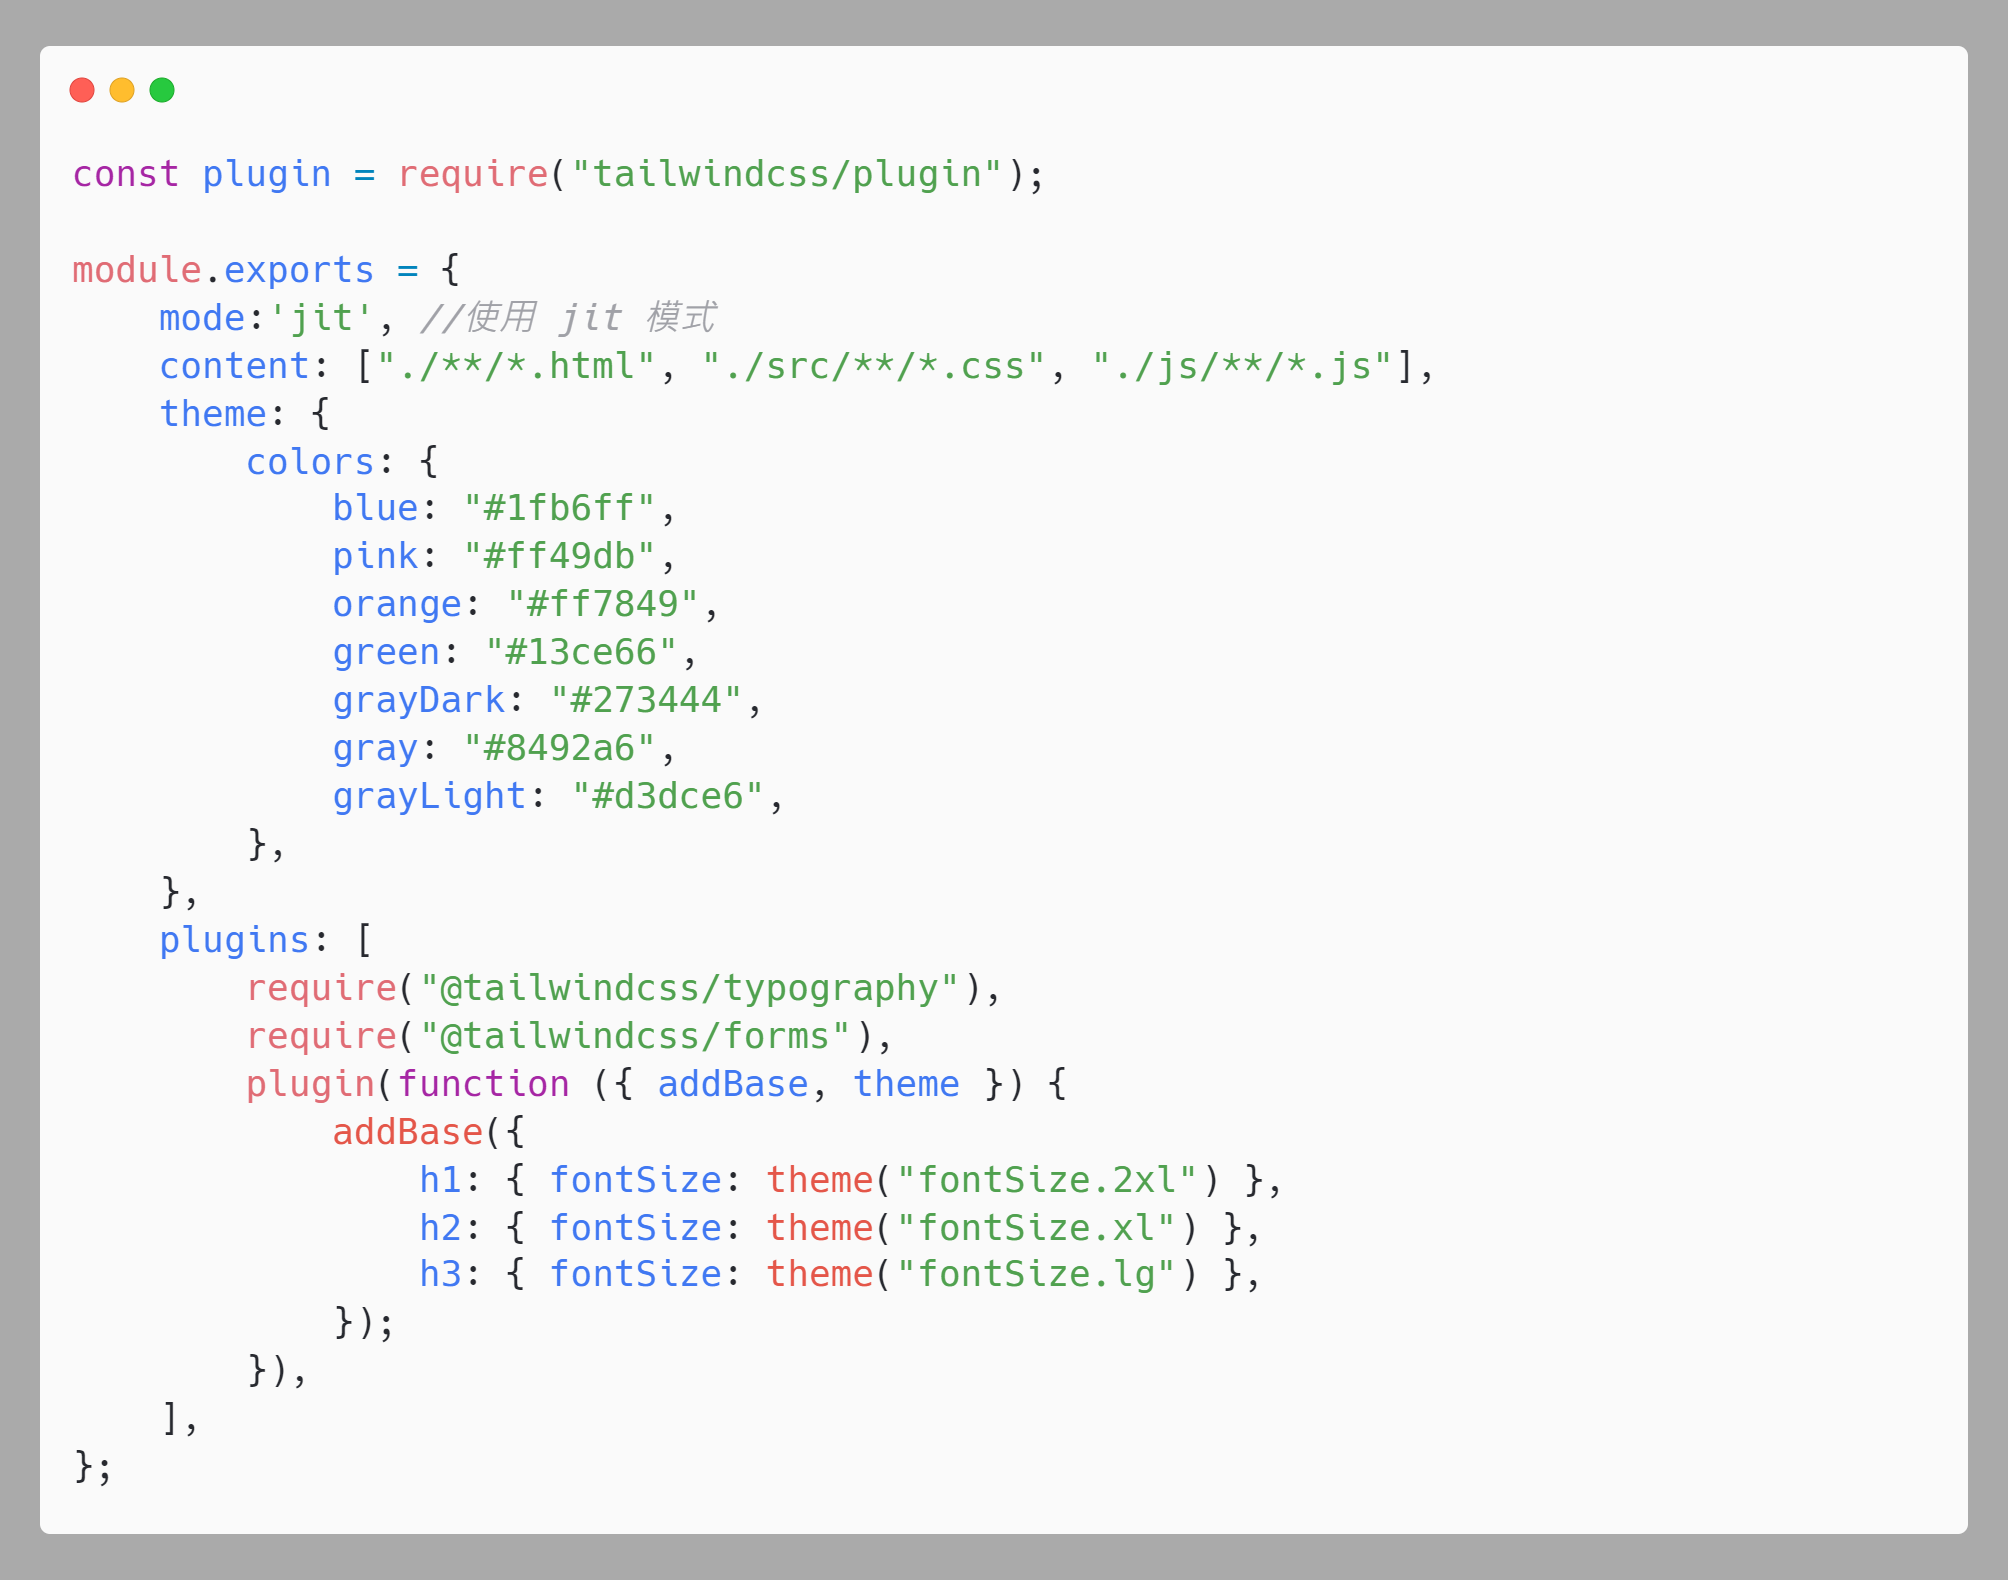 const plugin = require("tailwindcss/plugin");

module.exports = {
    mode:'jit', //使用 jit 模式
    content: ["./**/*.html", "./src/**/*.css", "./js/**/*.js"],
    theme: {
        colors: {
            blue: "#1fb6ff",
            pink: "#ff49db",
            orange: "#ff7849",
            green: "#13ce66",
            grayDark: "#273444",
            gray: "#8492a6",
            grayLight: "#d3dce6",
        },
    },
    plugins: [
        require("@tailwindcss/typography"),
        require("@tailwindcss/forms"),
        plugin(function ({ addBase, theme }) {
            addBase({
                h1: { fontSize: theme("fontSize.2xl") },
                h2: { fontSize: theme("fontSize.xl") },
                h3: { fontSize: theme("fontSize.lg") },
            });
        }),
    ],
};